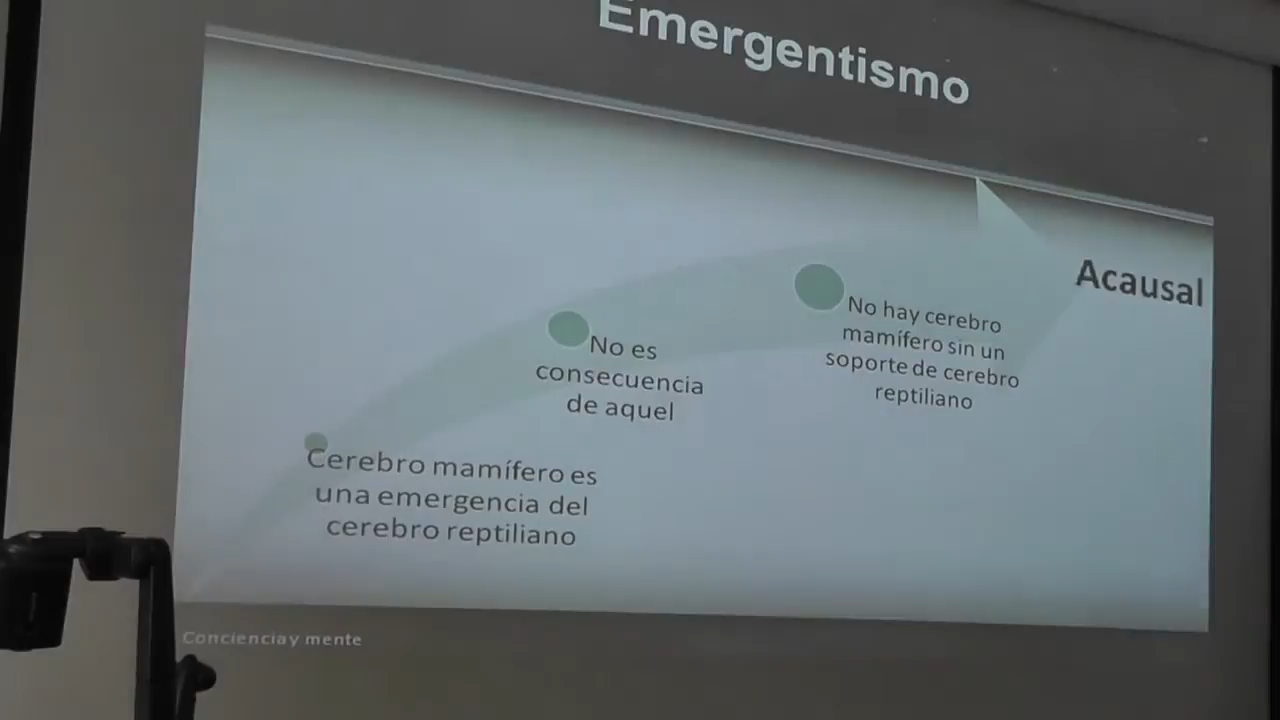 Emergentismo
Acausal
No hay cerebro
mamífero sin un
soporte de cerebro
reptiliano
No es
consecuencia
de aquel
Cerebro mamífero es
una emergencia del
cerebro reptiliano
Conciencia y mente